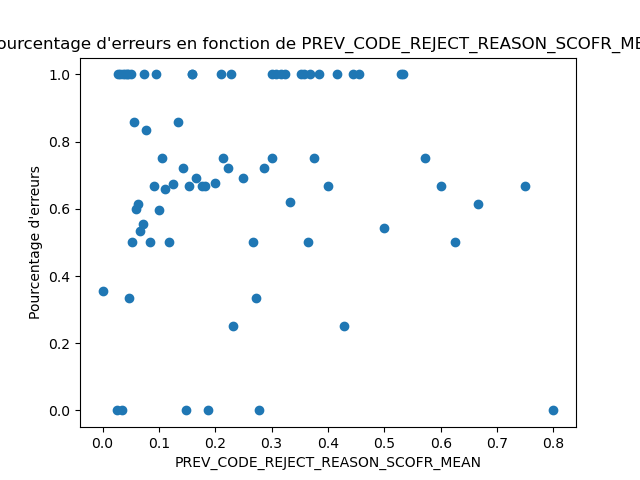 ourcentage d'erreurs en fonction de PREV_CODE_REJECT_REASON_SCOFR_ME
Pourcentage d'erreurs
1.0
0.8
0.6
0.4
0.2
0.0
0.0 0.1 0.2 0.3 0.4 0.5 0.6 0.7 0.8
PREV_CODE_REJECT_REASON_SCOFR_MEAN